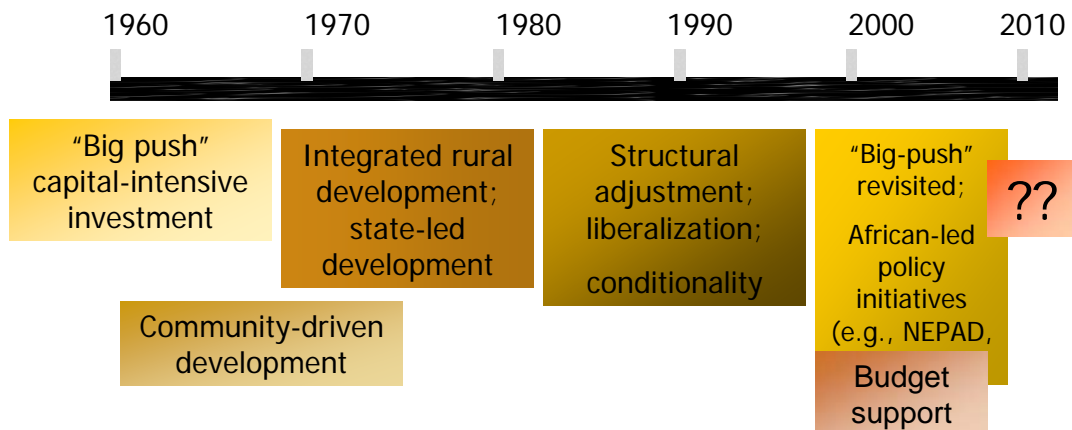 1960 1970 1980 1990 2000 2010
“Big push”
capital-intensive
investment
Integrated rural
development;
state-led
development
Structural
adjustment;
liberalization;
conditionality
“Big-push”
revisited;
African-led
policy
initiatives
(e.g., NEPAD,
??
Community-driven
development
Budget
support